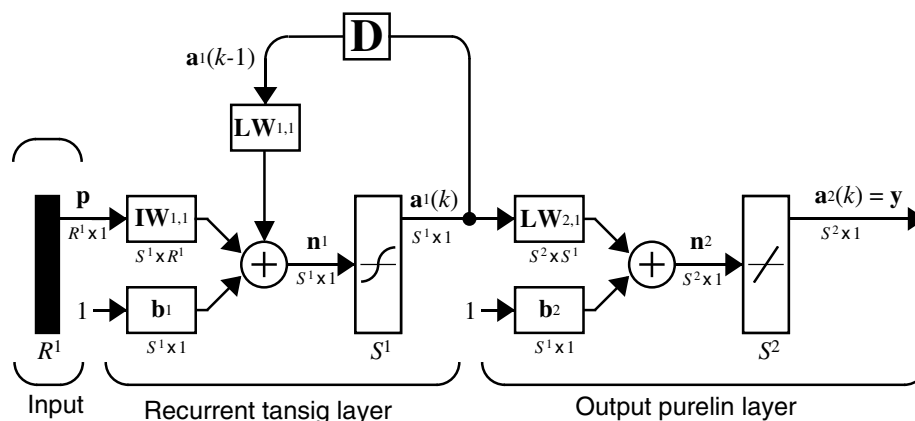 D
a1(k-1)
LW1,1
p
a1(k)
a2(k) = y
IW1,1
n1
LW2,1
n2
R1 x 1
S1 x R1
S1 x 1
S1 x 1
S2 x S1
S2 x 1
S2 x 1
1
b1
1
b2
S1 x 1
S1 x 1
R1
S1
S2
Input
Recurrent tansig layer
Output purelin layer